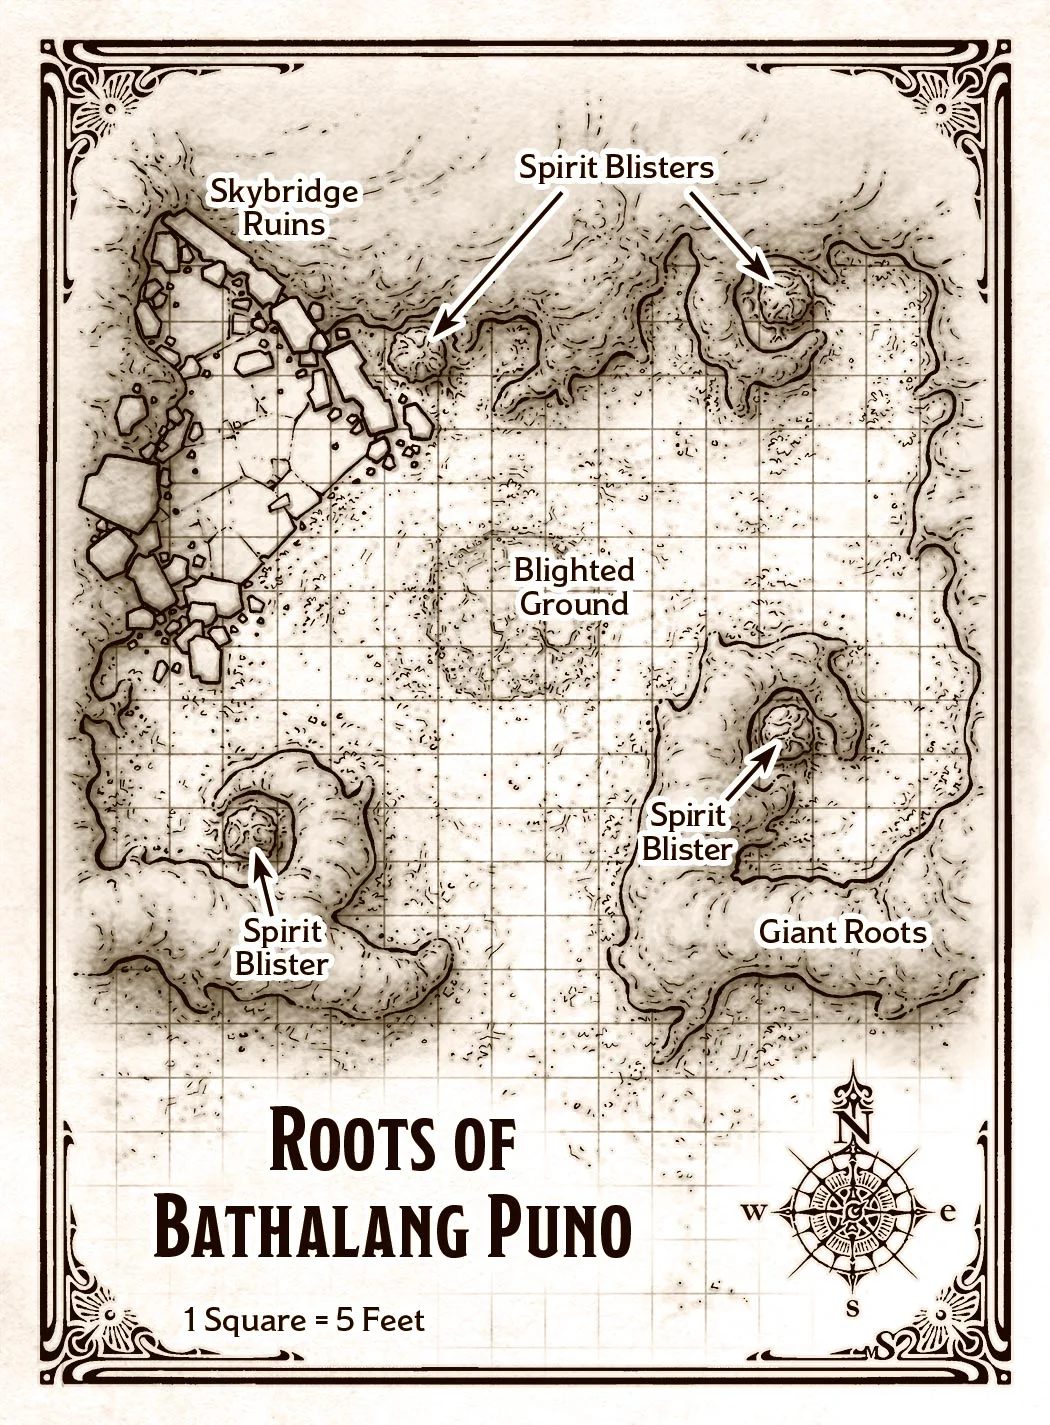 Spirit Blisters
Skybridge
Ruins
Blighted
Ground
Spirit
Blister
Spirit
Blister
Giant Roots
Roots of
Bathalang Puno
1 Square = 5 Feet
N
W
e
S
MS